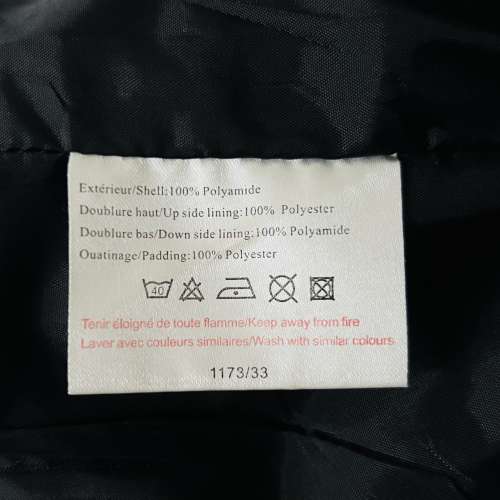 Extérieur/Shell:100% Polyamide
Doublure haut/Up side lining:100% Polyester
Doublure bas/Down side lining:100% Polyamide
Ouatinage/Padding:100% Polyester
40
Tenir éloigné de toute flamme/Keep away from fire
Laver avec couleurs similaires/Wash with similar colours
1173/33